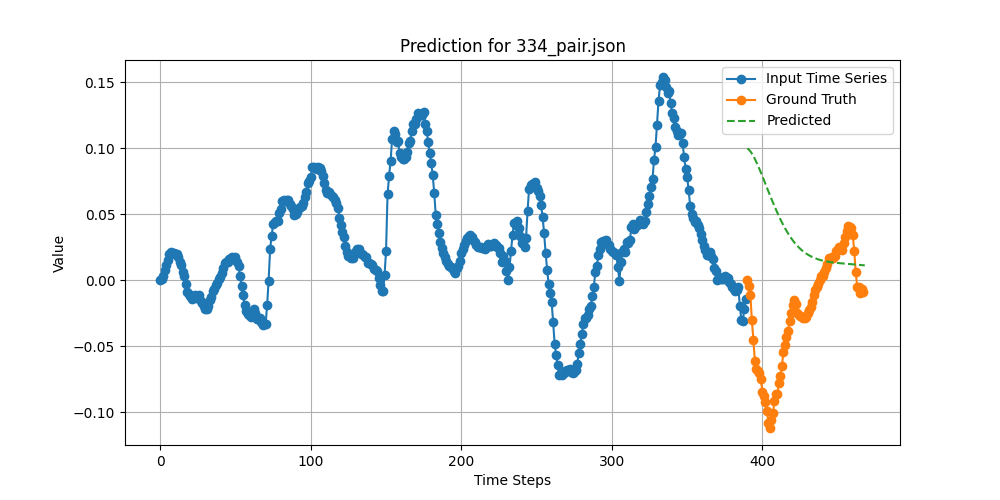 Prediction for 334_pair.json
Input Time Series
Ground Truth
Predicted
Value
0.15
0.10
0.05
0.00
−0.05
−0.10
0 100 200 300 400
Time Steps